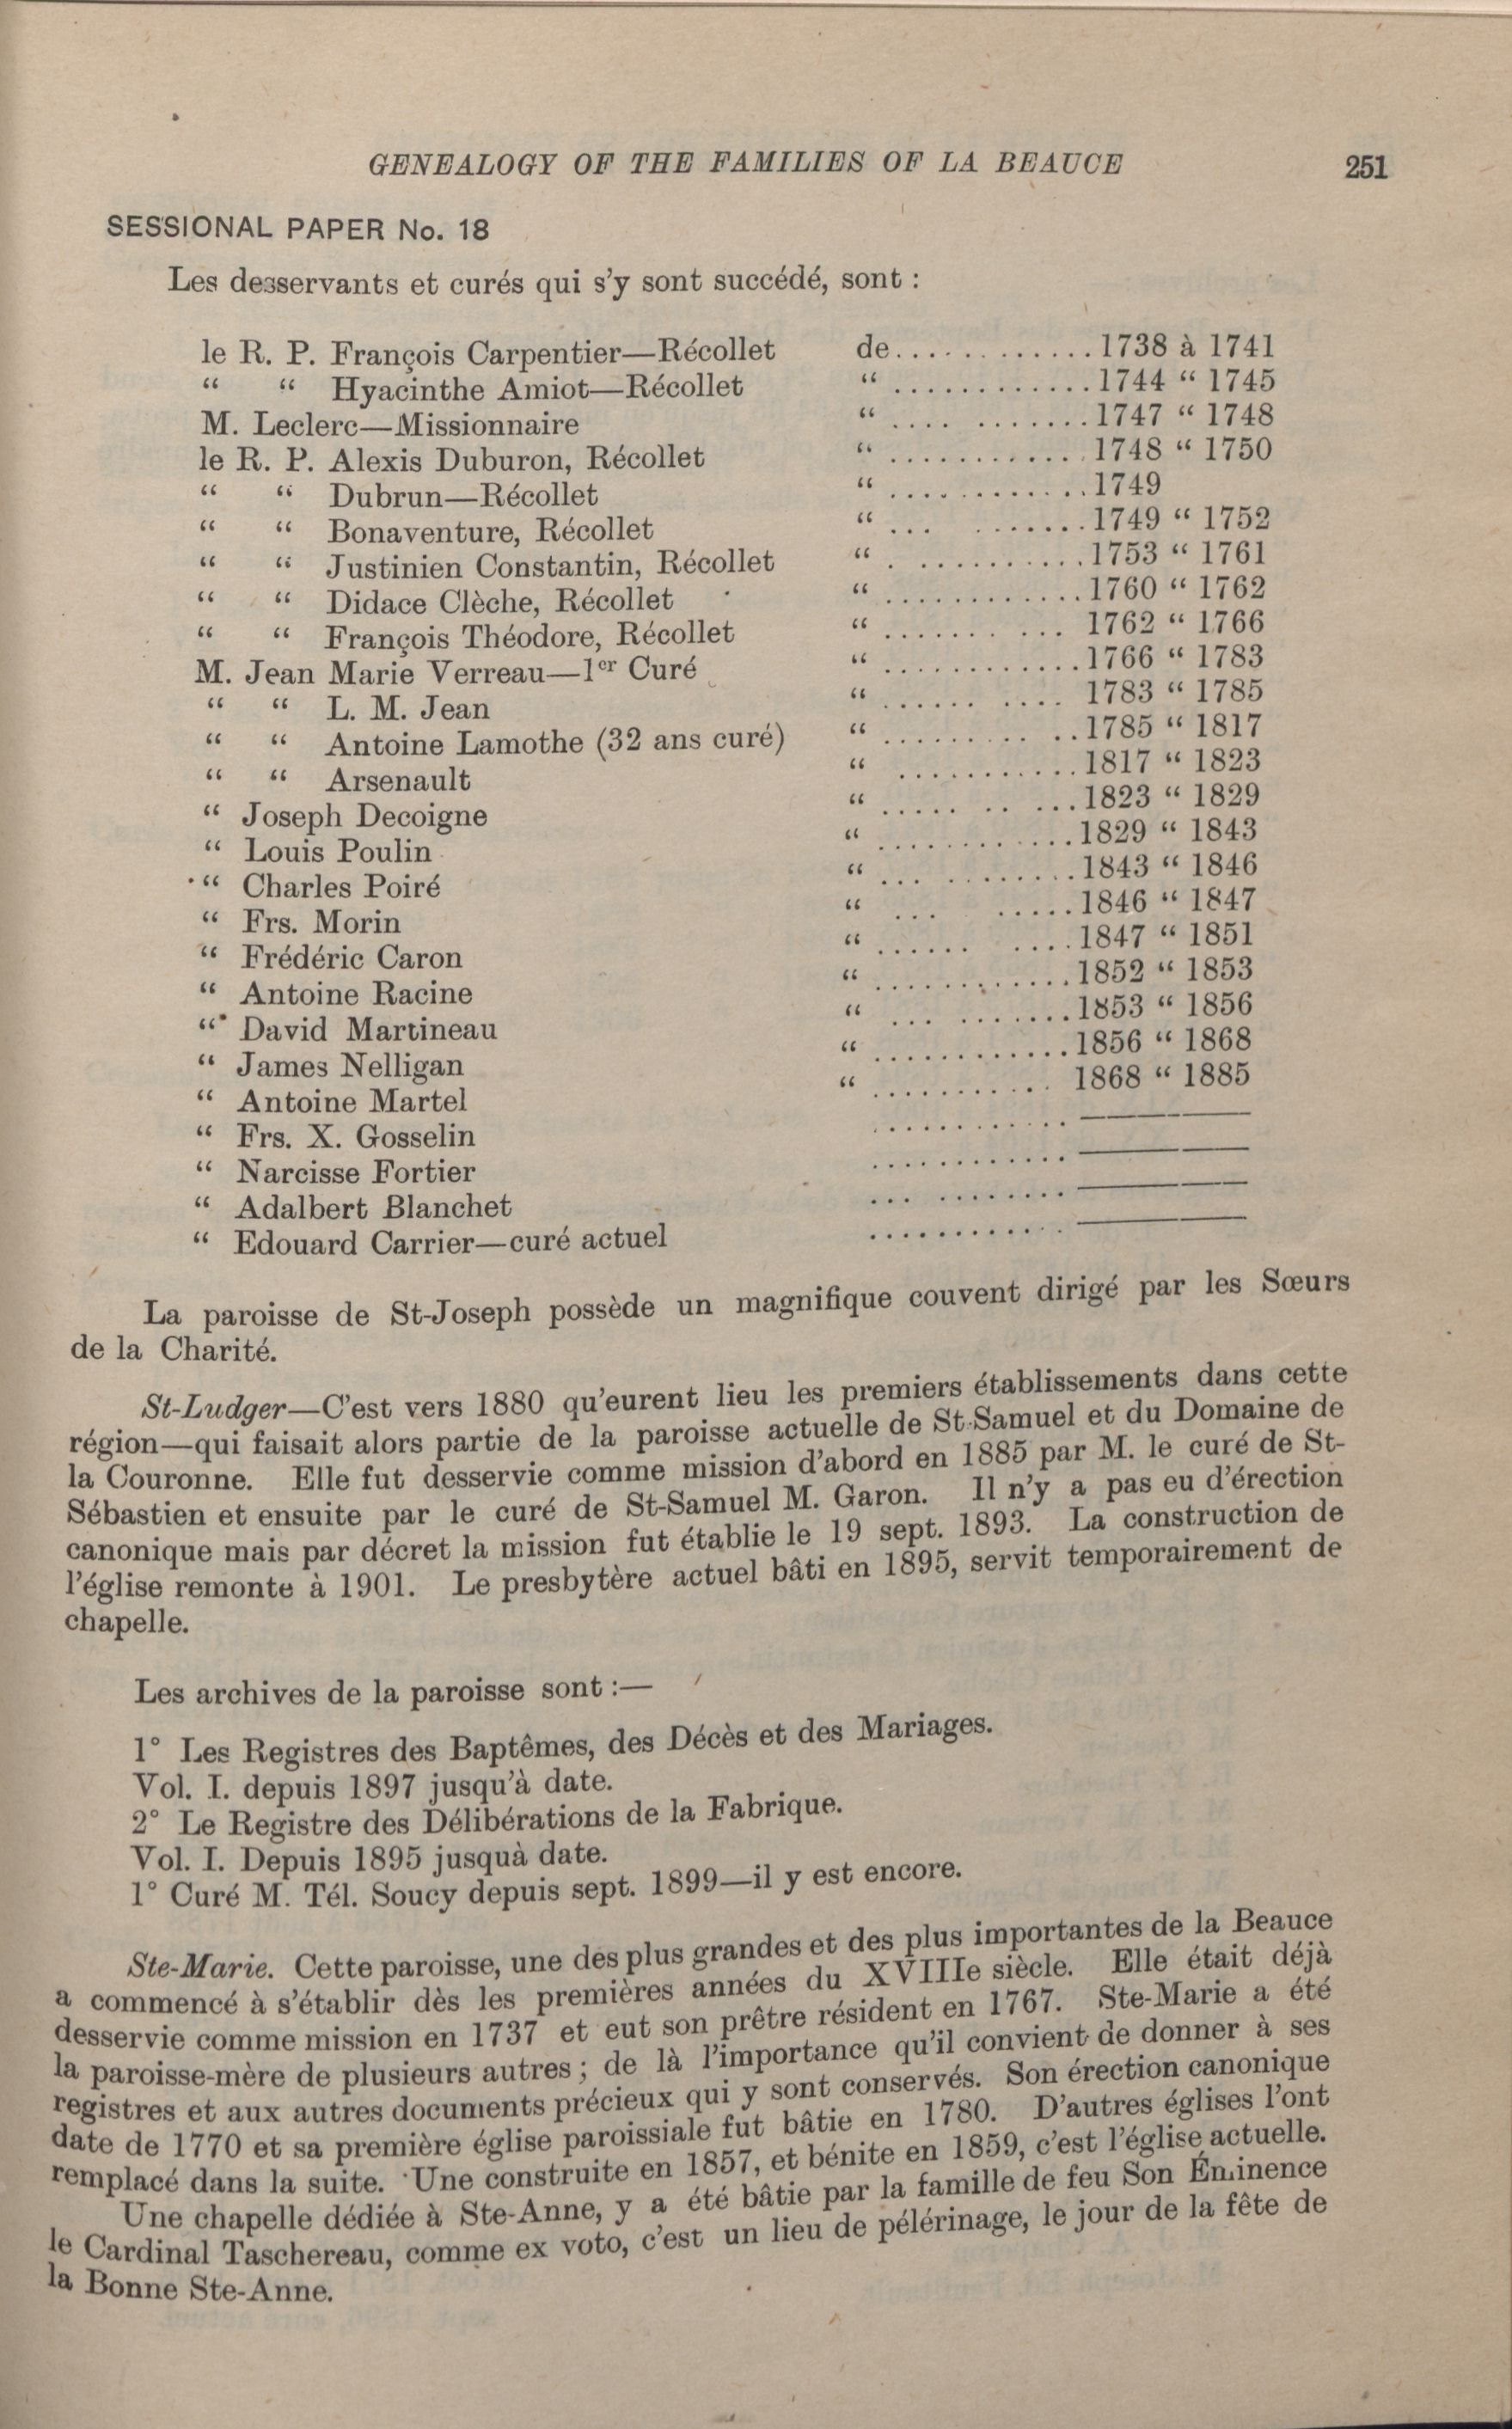 GENEALOGY OF THE FAMILIES OF LA BEAUCE 251
SESSIONAL PAPER No. 18
Les desservants et curés qui s'y sont succédé, sont :
le R. P. François Carpentier—Récollet de............ 1738 à 1741
“ “ Hyacinthe Amiot—Récollet “ ............ 1744 “ 1745
M. Leclerc—Missionnaire “ .... ....... 1747 “ 1748
le R. P. Alexis Duburon, Récollet “ ............ 1748 “ 1750
“ “ Dubrun—Récollet “ ............ 1749
“ “ Bonaventure, Récollet “ ... ....... 1749 “ 1752
“ “ Justinien Constantin, Récollet “ . .......... 1753 “ 1761
“ “ Didace Clèche, Récollet “ ............ 1760 “ 1762
“ “ François Théodore, Récollet “ ....... ... 1762 “ 1766
M. Jean Marie Verreau—1er Curé “ ............ 1766 “ 1783
“ “ L. M. Jean “ ...... .... 1783 “ 1785
“ “ Antoine Lamothe (32 ans curé) “ ......... .. 1785 “ 1817
“ “ Arsenault “ ........... 1817 “ 1823
“ Joseph Decoigne “ ..... .. ... 1823 “ 1829
“ Louis Poulin “ ............ 1829 “ 1843
“ Charles Poiré “ ... ........ 1843 “ 1846
“ Frs. Morin “ ... ..... 1846 “ 1847
“ Frédéric Caron “ ...... .... 1847 “ 1851
“ Antoine Racine “ ............ 1852 “ 1853
“ David Martineau “ ... ....... 1853 “ 1856
“ James Nelligan “ ............ 1856 “ 1868
“ Antoine Martel “ ........... 1868 “ 1885
“ Frs. X. Gosselin ............ ————
“ Narcisse Fortier ............ ————
“ Adalbert Blanchet ... ........ ————
“ Edouard Carrier—curé actuel ............ ————
La paroisse de St-Joseph possède un magnifique couvent dirigé par les Sœurs
de la Charité.
St-Ludger—C'est vers 1880 qu'eurent lieu les premiers établissements dans cette
région—qui faisait alors partie de la paroisse actuelle de St-Samuel et du Domaine de
la Couronne. Elle fut desservie comme mission d'abord en 1885 par M. le curé de St-
Sébastien et ensuite par le curé de St-Samuel M. Garon. Il n'y a pas eu d'érection
canonique mais par décret la mission fut établie le 19 sept. 1893. La construction de
l'église remonte à 1901. Le presbytère actuel bâti en 1895, servit temporairement de
chapelle.
Les archives de la paroisse sont :—
1° Les Registres des Baptêmes, des Décès et des Mariages.
Vol. I. depuis 1897 jusqu'à date.
2° Le Registre des Délibérations de la Fabrique.
Vol. I. Depuis 1895 jusquà date.
1° Curé M. Tél. Soucy depuis sept. 1899—il y est encore.
Ste-Marie. Cette paroisse, une des plus grandes et des plus importantes de la Beauce
a commencé à s'établir dès les premières années du XVIIIe siècle. Elle était déjà
desservie comme mission en 1737 et eut son prêtre résident en 1767. Ste-Marie a été
la paroisse-mère de plusieurs autres ; de là l'importance qu'il convient de donner à ses
registres et aux autres documents précieux qui y sont conservés. Son érection canonique
date de 1770 et sa première église paroissiale fut bâtie en 1780. D'autres églises l'ont
remplacé dans la suite. Une construite en 1857, et bénite en 1859, c'est l'église actuelle.
Une chapelle dédiée à Ste-Anne, y a été bâtie par la famille de feu Son Éminence
le Cardinal Taschereau, comme ex voto, c'est un lieu de pélérinage, le jour de la fête de
la Bonne Ste-Anne.